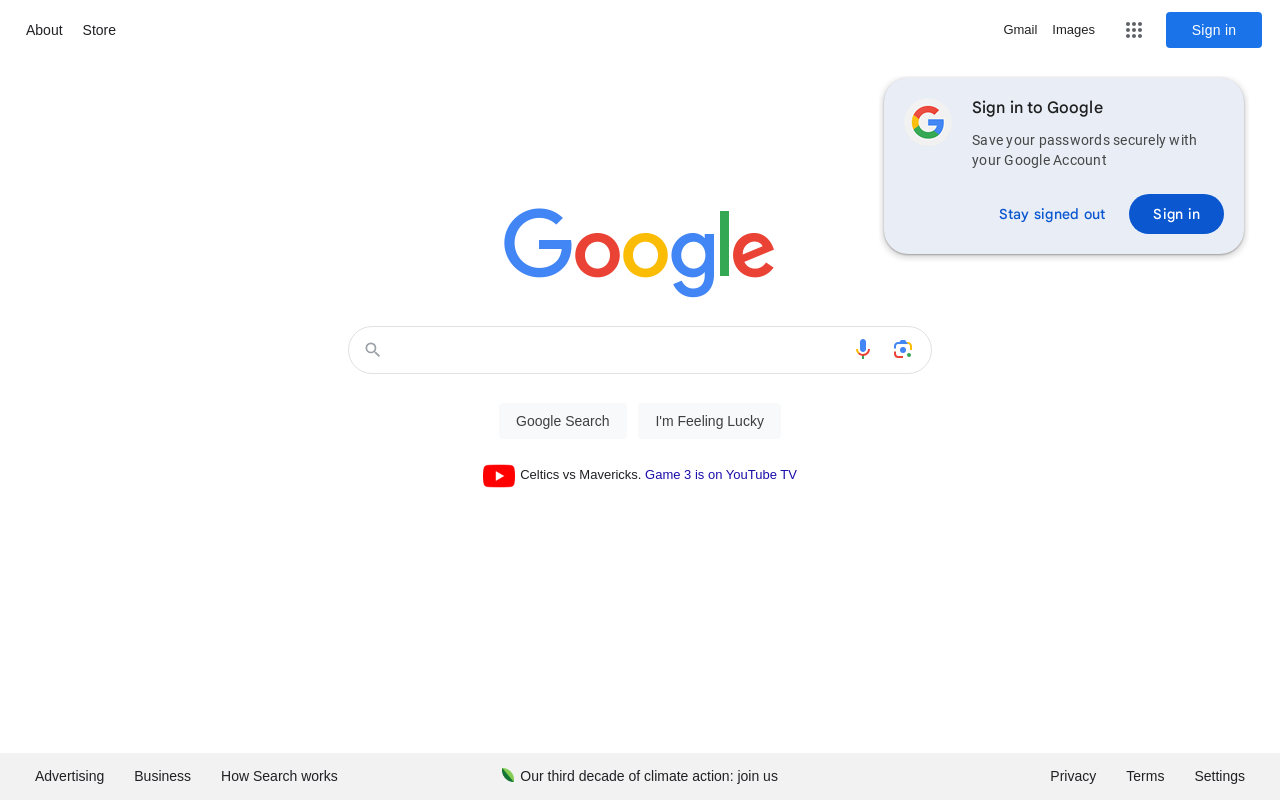 About Store
Gmail Images Sign in
Sign in to Google
Save your passwords securely with
your Google Account
Stay signed out Sign in
Google
Google Search I'm Feeling Lucky
Celtics vs Mavericks. Game 3 is on YouTube TV
Advertising Business How Search works Our third decade of climate action: join us Privacy Terms Settings